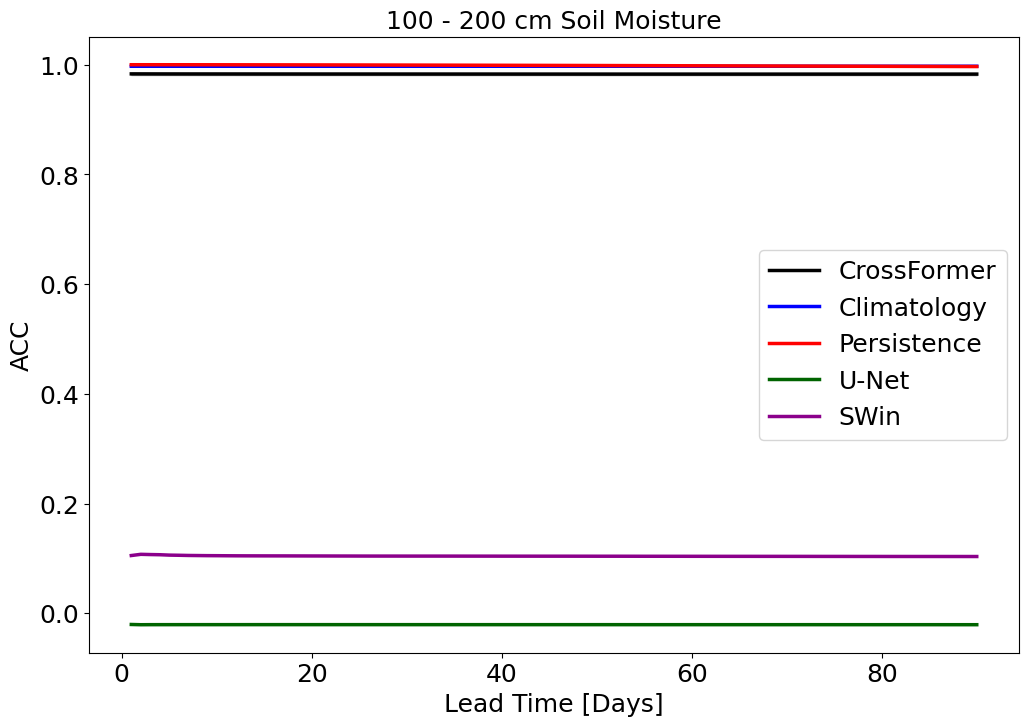 100 - 200 cm Soil Moisture
1.0
0.8
0.6
0.4
0.2
0.0
ACC
CrossFormer
Climatology
Persistence
U-Net
SWin
0 20 40 60 80
Lead Time [Days]